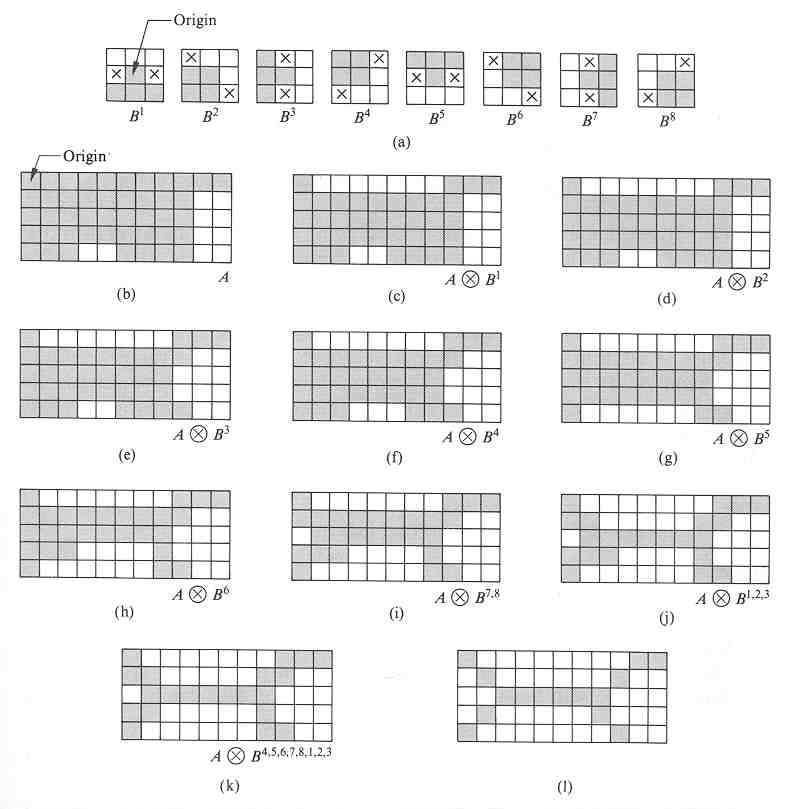 Origin
B¹ B² B³ B⁴ B⁵ B⁶ B⁷ B⁸
(a)
Origin
A
(b)
A ⊗ B¹
(c)
A ⊗ B²
(d)
A ⊗ B³
(e)
A ⊗ B⁴
(f)
A ⊗ B⁵
(g)
A ⊗ B⁶
(h)
A ⊗ B⁷,⁸
(i)
A ⊗ B¹,²,³
(j)
A ⊗ B⁴,⁵,⁶,⁷,⁸,¹,²,³
(k)
(l)